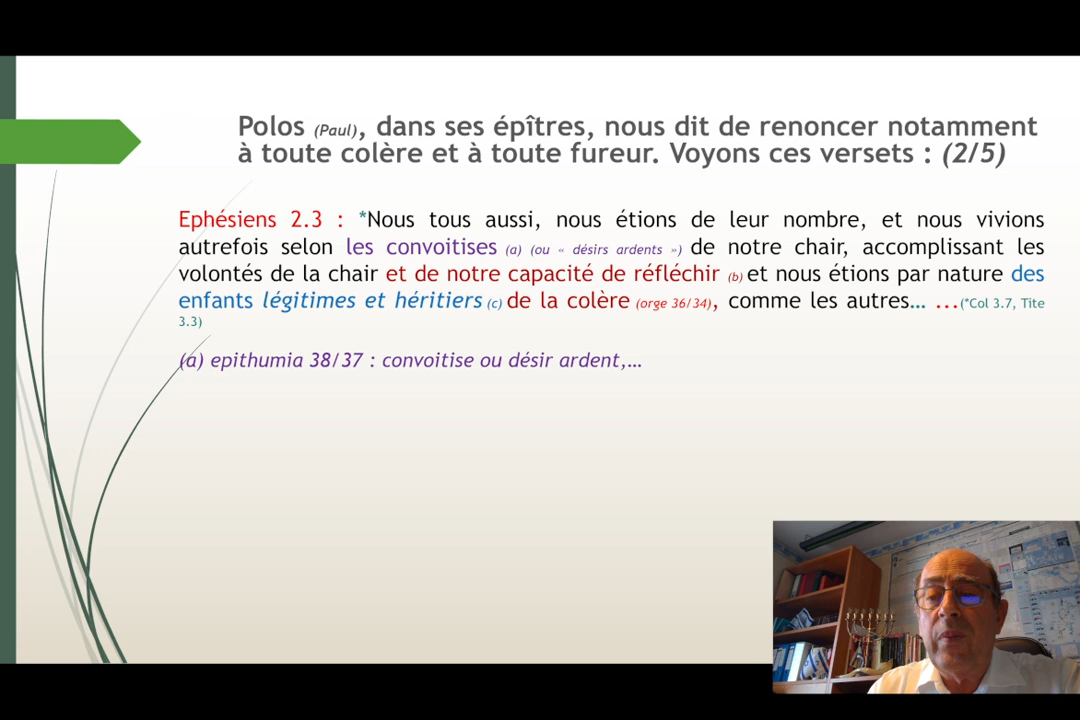 Polos (Paul), dans ses épîtres, nous dit de renoncer notamment
à toute colère et à toute fureur. Voyons ces versets : (2/5)
Ephésiens 2.3 : *Nous tous aussi, nous étions de leur nombre, et nous vivions
autrefois selon les convoitises (a) (ou « désirs ardents ») de notre chair, accomplissant les
volontés de la chair et de notre capacité de réfléchir (b) et nous étions par nature des
enfants légitimes et héritiers (c) de la colère (orge 36/34), comme les autres… …(*Col 3.7, Tite
3.3)
(a) epithumia 38/37 : convoitise ou désir ardent,…